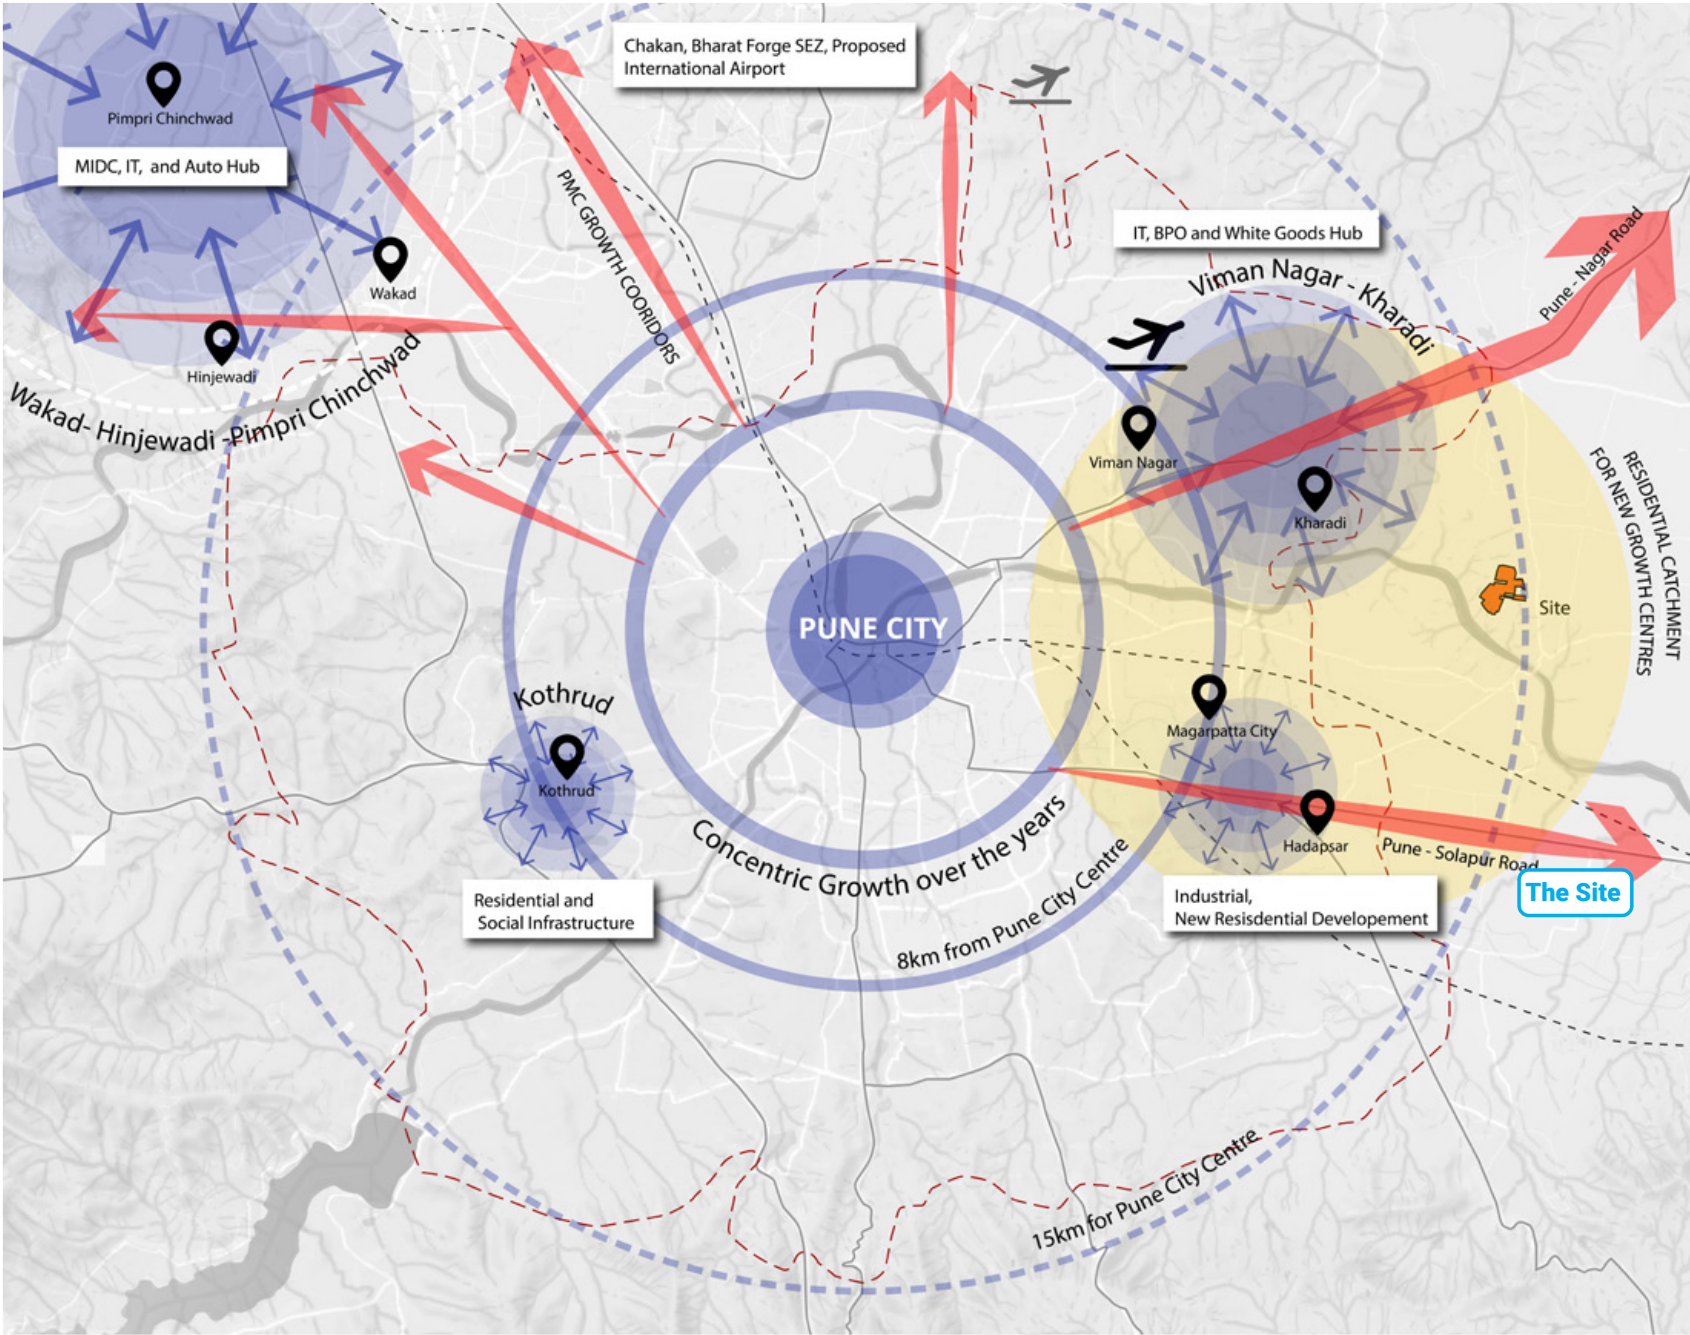 Chakan, Bharat Forge SEZ, Proposed
International Airport
Pimpri Chinchwad
MIDC, IT, and Auto Hub
Wakad
Hinjewadi
Wakad- Hinjewadi -Pimpri Chinchwad
PMC GROWTH COORIDORS
IT, BPO and White Goods Hub
Viman Nagar - Kharadi
Pune - Nagar Road
Viman Nagar
Kharadi
RESIDENTIAL CATCHMENT
FOR NEW GROWTH CENTRES
Site
PUNE CITY
Kothrud
Kothrud
Residential and
Social Infrastructure
Magarpatta City
Hadapsar
Pune - Solapur Road
The Site
Industrial,
New Resisdential Developement
Concentric Growth over the years
8km from Pune City Centre
15km for Pune City Centre